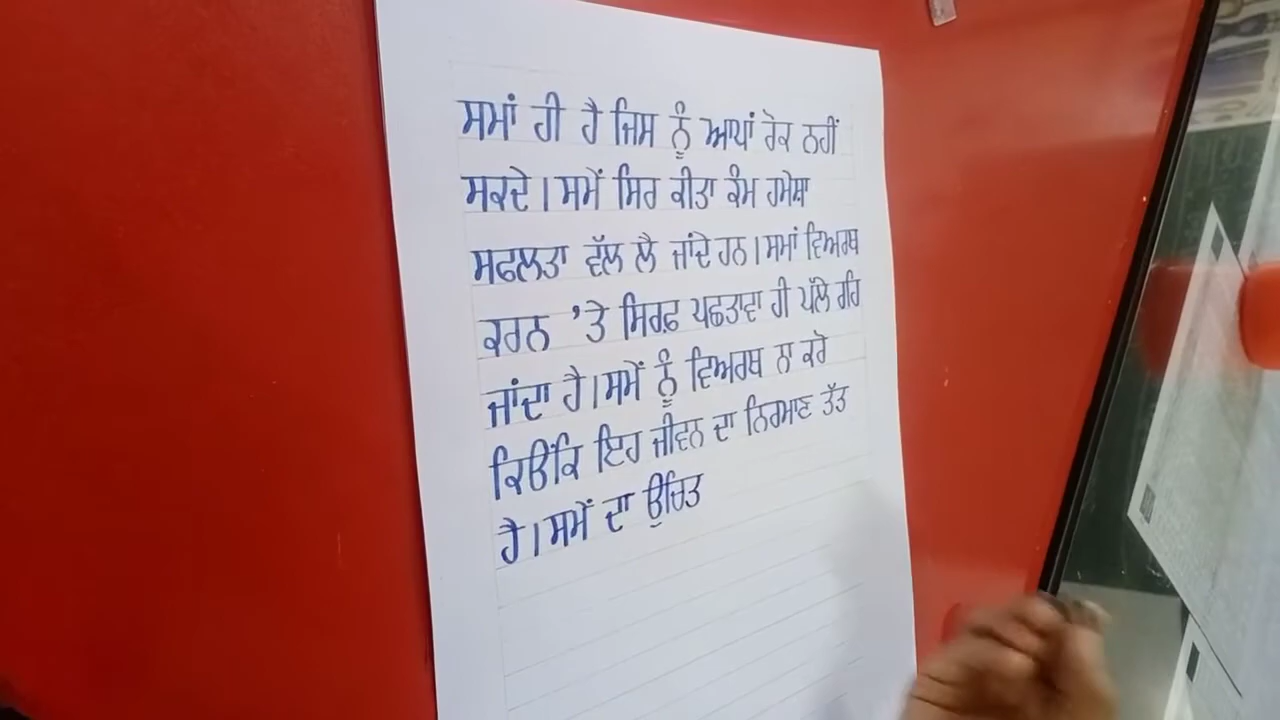 ਸਮਾਂ ਹੀ ਹੈ ਜਿਸ ਨੂੰ ਆਪਾਂ ਰੋਕ ਨਹੀਂ
ਸਕਦੇ। ਸਮੇਂ ਸਿਰ ਕੀਤਾ ਕੰਮ ਹਮੇਸ਼ਾ
ਸਫਲਤਾ ਵੱਲ ਲੈ ਜਾਂਦੇ ਹਨ। ਸਮਾਂ ਵਿਅਰਥ
ਕਰਨ ’ਤੇ ਸਿਰਫ਼ ਪਛਤਾਵਾ ਹੀ ਪੱਲੇ ਰਹਿ
ਜਾਂਦਾ ਹੈ। ਸਮੇਂ ਨੂੰ ਵਿਅਰਥ ਨਾ ਕਰੋ
ਕਿਉਂਕਿ ਇਹ ਜੀਵਨ ਦਾ ਨਿਰਮਾਣ ਤੱਤ
ਹੈ। ਸਮੇਂ ਦਾ ਉਚਿਤ